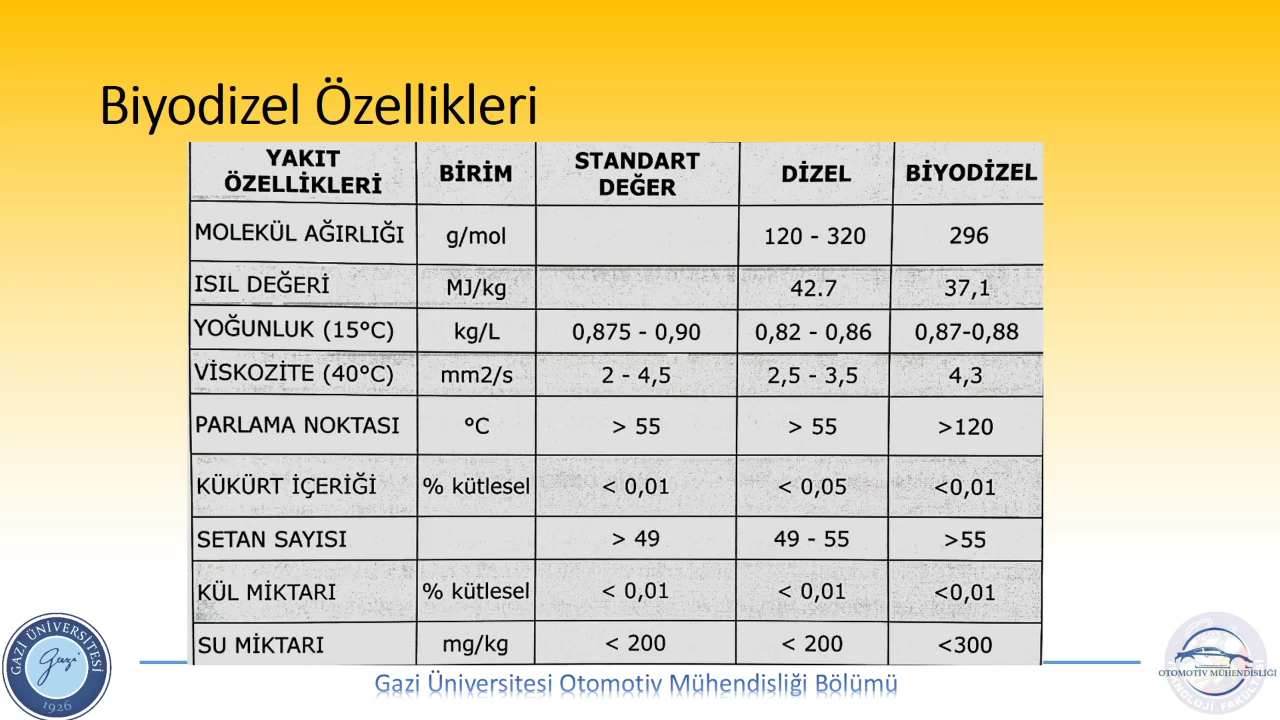 Biyodizel Özellikleri
YAKIT ÖZELLİKLERİ BİRİM STANDART DEĞER DİZEL BİYODİZEL
MOLEKÜL AĞIRLIĞI g/mol 120 - 320 296
ISIL DEĞERİ MJ/kg 42.7 37,1
YOĞUNLUK (15°C) kg/L 0,875 - 0,90 0,82 - 0,86 0,87-0,88
VİSKOZİTE (40°C) mm2/s 2 - 4,5 2,5 - 3,5 4,3
PARLAMA NOKTASI °C > 55 > 55 >120
KÜKÜRT İÇERİĞİ % kütlesel < 0,01 < 0,05 <0,01
SETAN SAYISI > 49 49 - 55 >55
KÜL MİKTARI % kütlesel < 0,01 < 0,01 <0,01
SU MİKTARI mg/kg < 200 < 200 <300
GAZİ ÜNİVERSİTESİ
Gazi
1926
Gazi Üniversitesi Otomotiv Mühendisliği Bölümü
OTOMOTİV MÜHENDİSLİĞİ